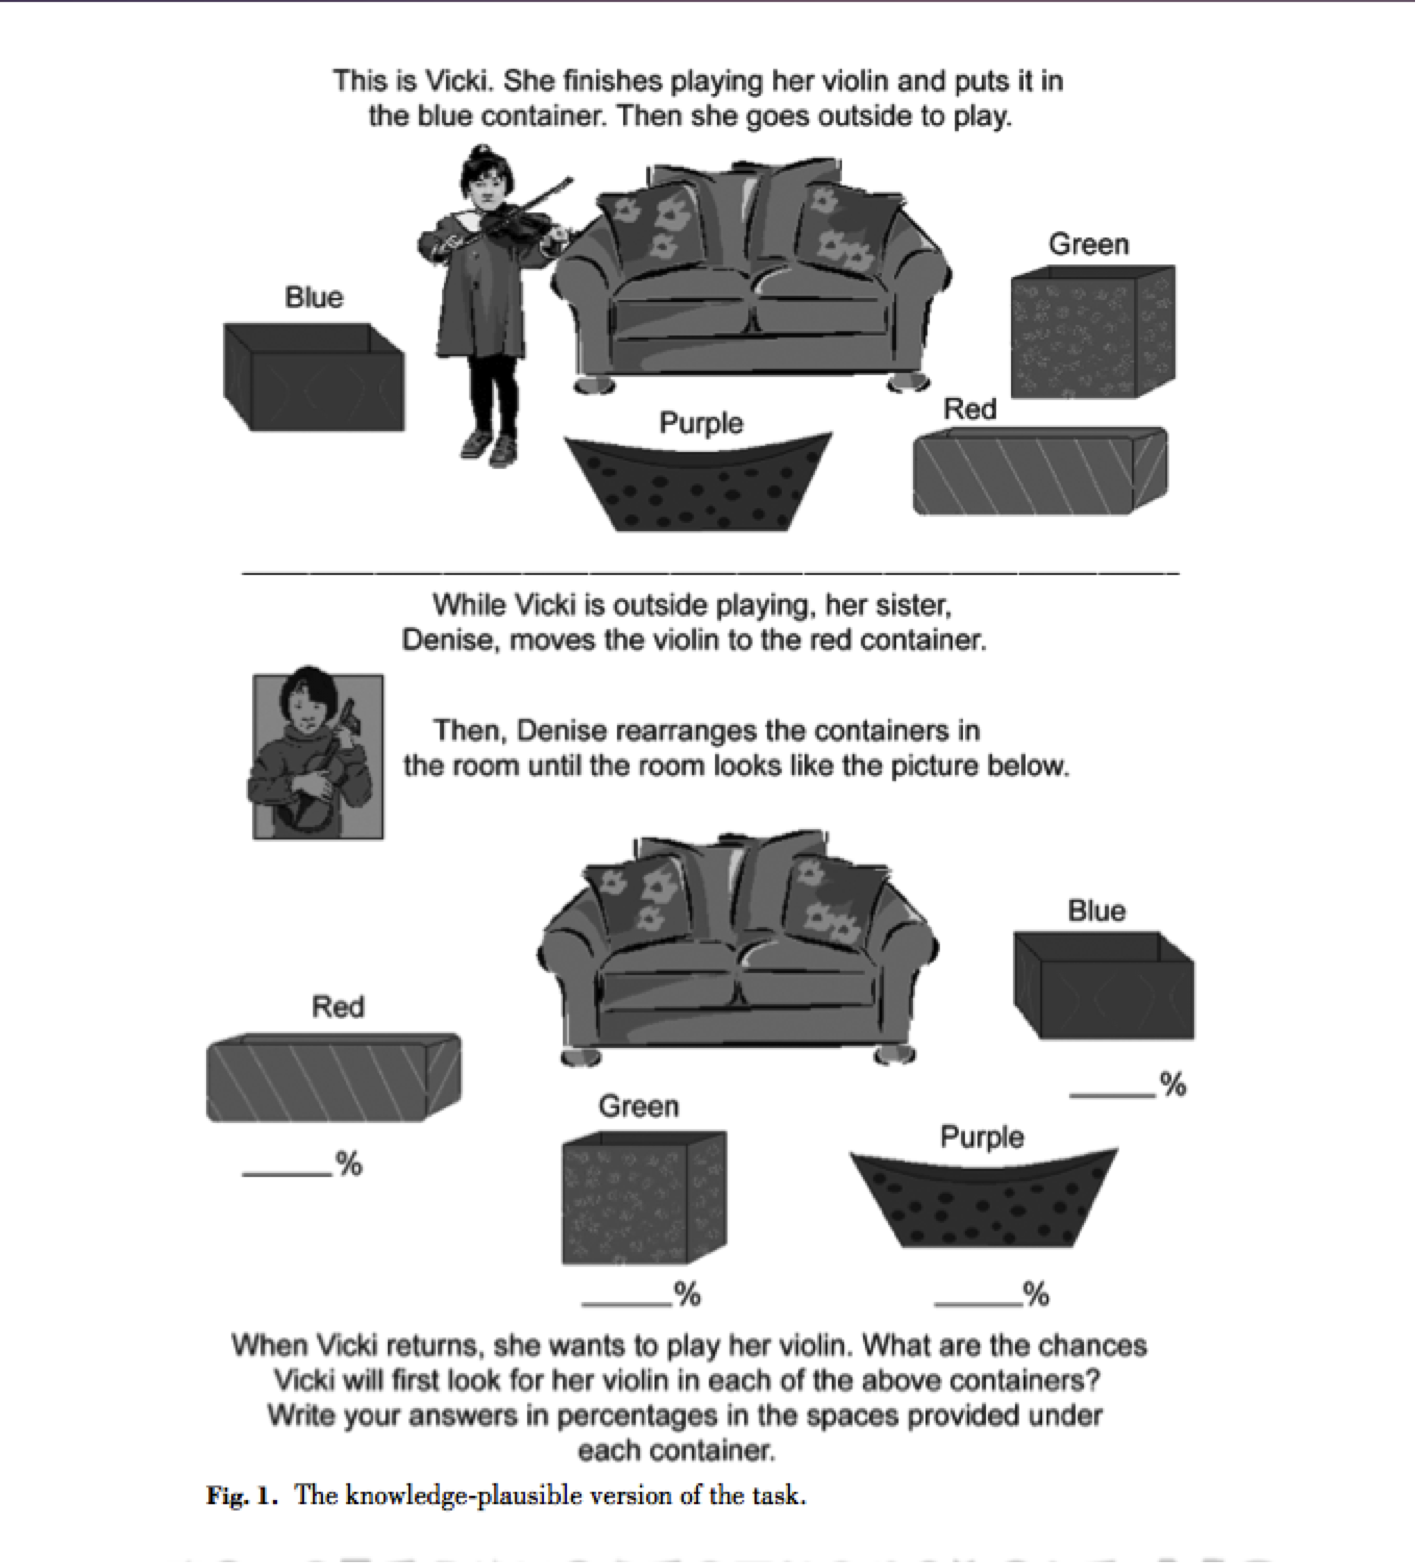 This is Vicki. She finishes playing her violin and puts it in
the blue container. Then she goes outside to play.
Green
Blue
Red
Purple
While Vicki is outside playing, her sister,
Denise, moves the violin to the red container.
Then, Denise rearranges the containers in
the room until the room looks like the picture below.
Blue
Red
%
Green
Purple
%
%
%
When Vicki returns, she wants to play her violin. What are the chances
Vicki will first look for her violin in each of the above containers?
Write your answers in percentages in the spaces provided under
each container.
Fig. 1. The knowledge-plausible version of the task.